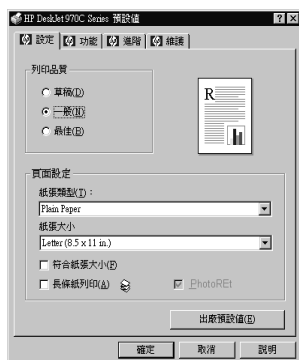 HP DeskJet 970C Series 預設值
設定 功能 進階 維護
列印品質
草稿(D)
一般(N)
最佳(B)
R
頁面設定
紙張類型(T)：
Plain Paper
紙張大小
Letter (8.5 x 11 in.)
符合紙張大小(F)
長條紙列印(A)
PhotoREt
出廠預設值(E)
確定 取消 說明